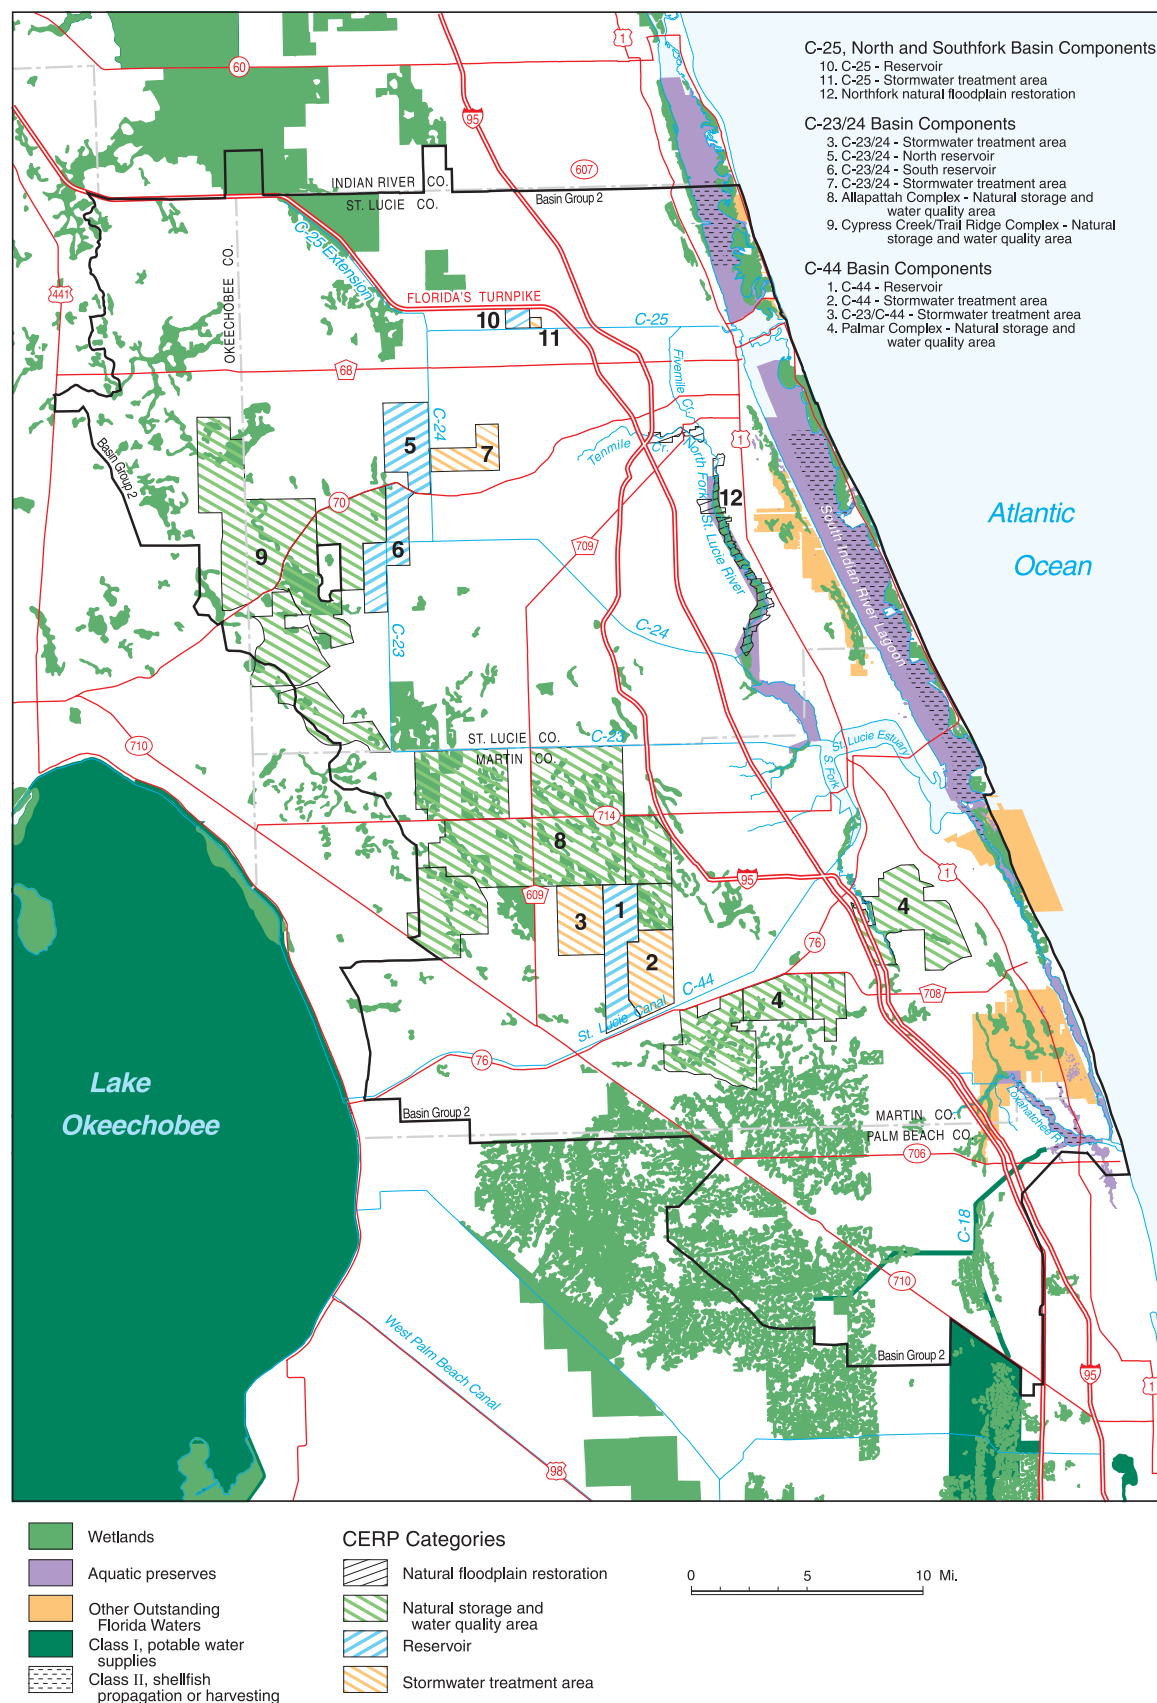 C-25, North and Southfork Basin Components
10. C-25 - Reservoir
11. C-25 - Stormwater treatment area
12. Northfork natural floodplain restoration
C-23/24 Basin Components
3. C-23/24 - Stormwater treatment area
5. C-23/24 - North reservoir
6. C-23/24 - South reservoir
7. C-23/24 - Stormwater treatment area
8. Allapattah Complex - Natural storage and
water quality area
9. Cypress Creek/Trail Ridge Complex - Natural
storage and water quality area
C-44 Basin Components
1. C-44 - Reservoir
2. C-44 - Stormwater treatment area
3. C-23/C-44 - Stormwater treatment area
4. Palmar Complex - Natural storage and
water quality area
1
60
95
607
INDIAN RIVER CO.
ST. LUCIE CO.
Basin Group 2
C-25 Extension
OKEECHOBEE CO.
441
FLORIDA'S TURNPIKE
10
11
C-25
68
Fivemile Cr.
C-24
5
7
Tenmile Cr.
1
North Fork St. Lucie River
Basin Group 2
70
12
9
6
709
Atlantic
Ocean
South Indian River Lagoon
C-23
C-24
710
ST. LUCIE CO.
C-23
MARTIN CO.
St. Lucie Estuary
S. Fork
714
8
95
1
609
3
1
4
2
76
C-44
St. Lucie Canal
4
708
76
Lake
Okeechobee
Basin Group 2
MARTIN CO.
PALM BEACH CO.
Loxahatchee R.
706
C-18
710
West Palm Beach Canal
Basin Group 2
95
1
98
Wetlands
Aquatic preserves
Other Outstanding
Florida Waters
Class I, potable water
supplies
Class II, shellfish
propagation or harvesting
CERP Categories
Natural floodplain restoration
Natural storage and
water quality area
Reservoir
Stormwater treatment area
0 5 10 Mi.